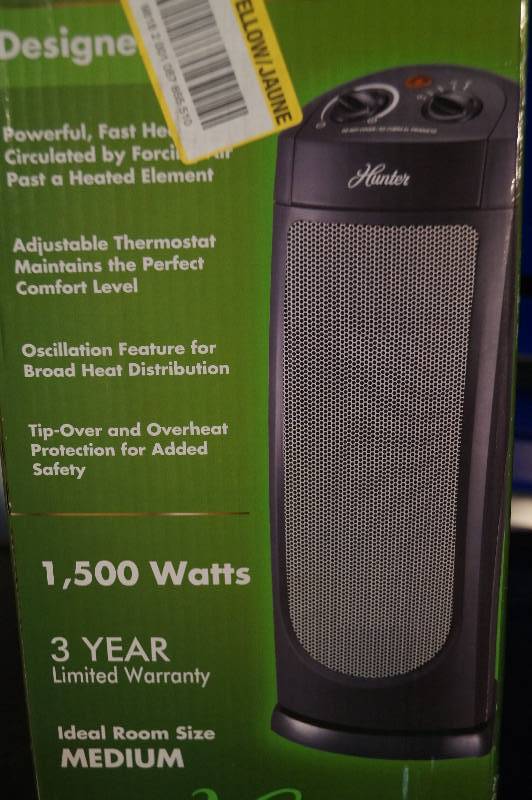 Designe
YELLOW/JAUNE
Powerful, Fast
Circulated by
Past a Heated Element
Hunter
Adjustable Thermostat
Maintains the Perfect
Comfort Level
Oscillation Feature for
Broad Heat Distribution
Tip-Over and Overheat
Protection for Added
Safety
1,500 Watts
3 YEAR
Limited Warranty
Ideal Room Size
MEDIUM